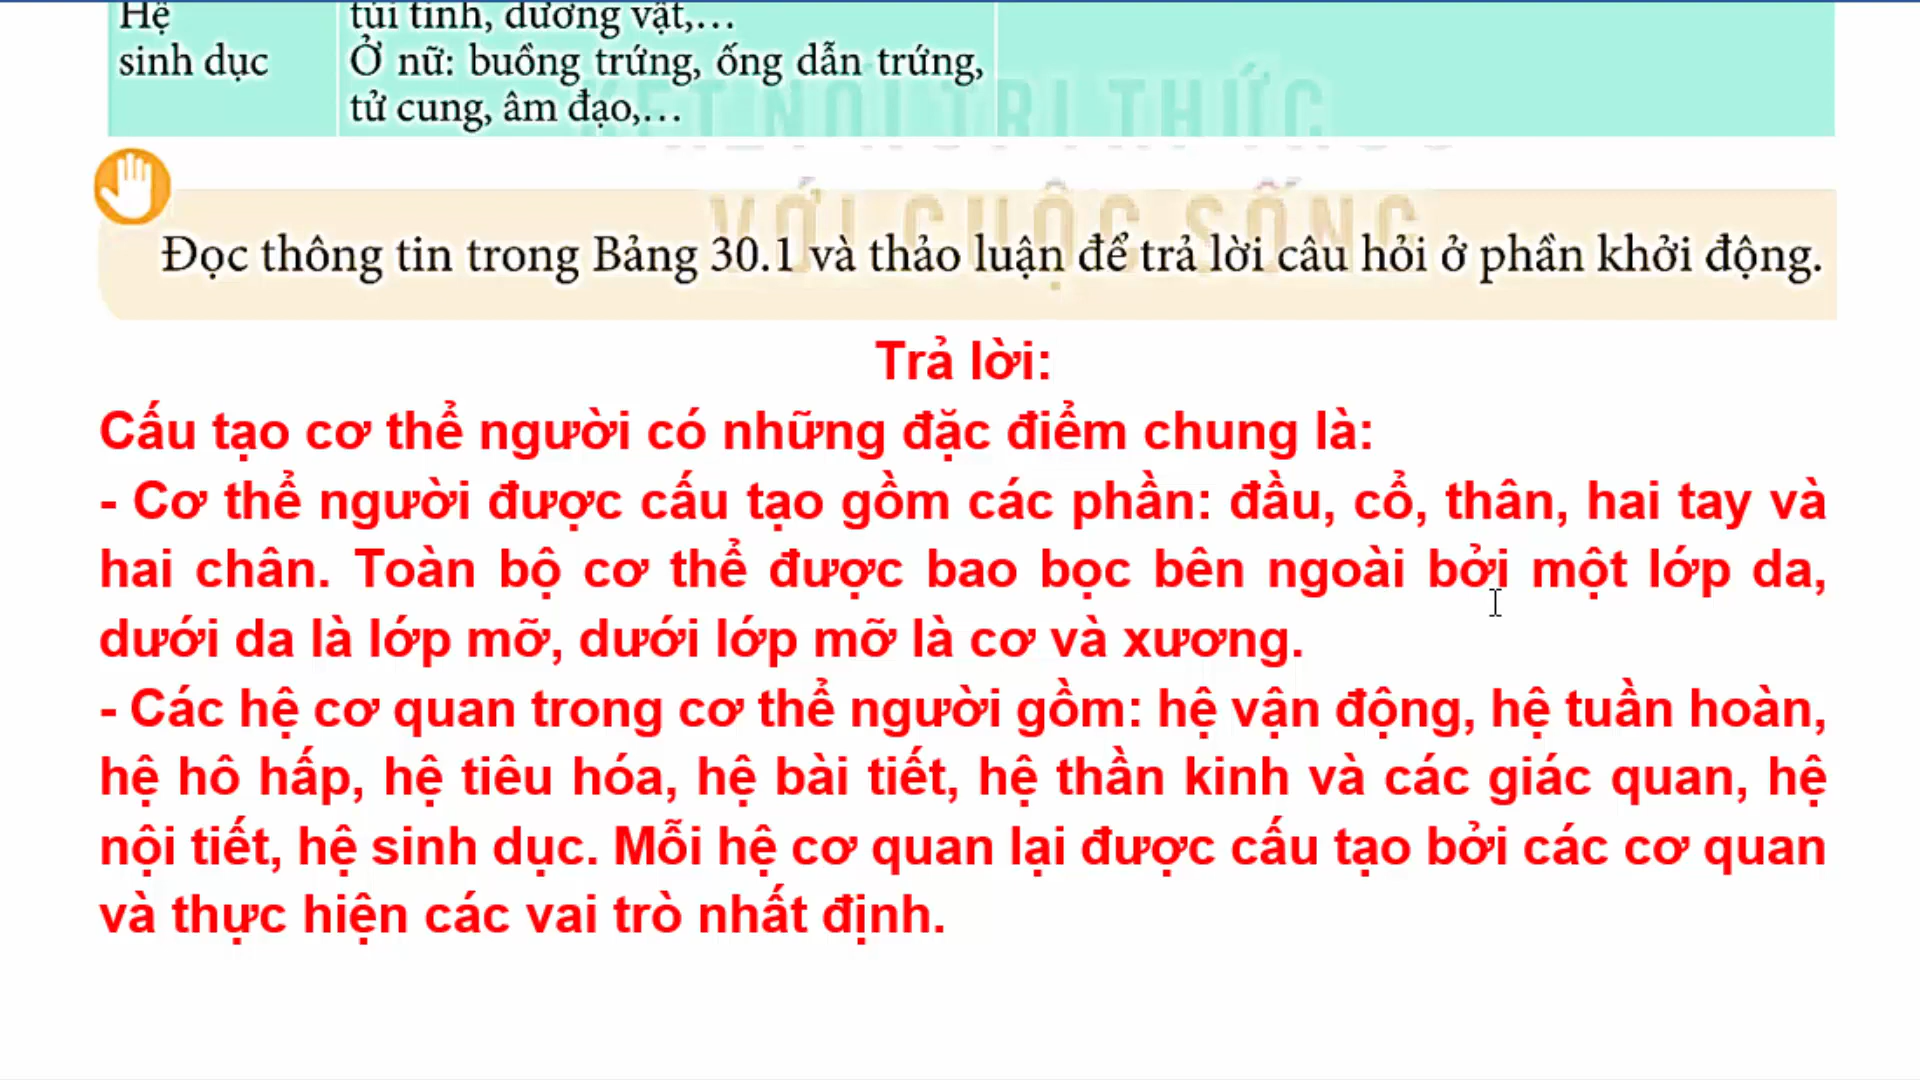 Hệ
sinh dục
túi tinh, dương vật,…
Ở nữ: buồng trứng, ống dẫn trứng,
tử cung, âm đạo,…
KẾT NỐI TRI THỨC
VỚI CUỘC SỐNG
Đọc thông tin trong Bảng 30.1 và thảo luận để trả lời câu hỏi ở phần khởi động.
Trả lời:
Cấu tạo cơ thể người có những đặc điểm chung là:
- Cơ thể người được cấu tạo gồm các phần: đầu, cổ, thân, hai tay và
hai chân. Toàn bộ cơ thể được bao bọc bên ngoài bởi một lớp da,
dưới da là lớp mỡ, dưới lớp mỡ là cơ và xương.
- Các hệ cơ quan trong cơ thể người gồm: hệ vận động, hệ tuần hoàn,
hệ hô hấp, hệ tiêu hóa, hệ bài tiết, hệ thần kinh và các giác quan, hệ
nội tiết, hệ sinh dục. Mỗi hệ cơ quan lại được cấu tạo bởi các cơ quan
và thực hiện các vai trò nhất định.